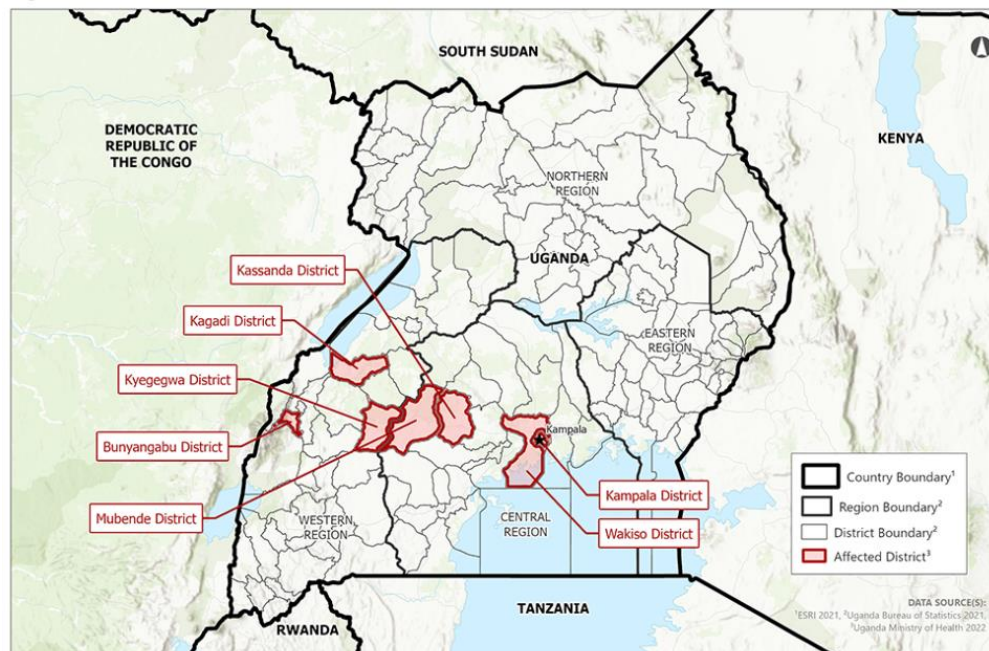 SOUTH SUDAN
DEMOCRATIC
REPUBLIC OF
THE CONGO
KENYA
NORTHERN
REGION
UGANDA
Kassanda District
Kagadi District
EASTERN
REGION
Kyegegwa District
Bunyangabu District
Kampala
Mubende District
Kampala District
Wakiso District
WESTERN
REGION
CENTRAL
REGION
Country Boundary¹
Region Boundary²
District Boundary²
Affected District³
TANZANIA
RWANDA
DATA SOURCE(S):
¹ESRI 2021, ²Uganda Bureau of Statistics 2021,
³Uganda Ministry of Health 2022